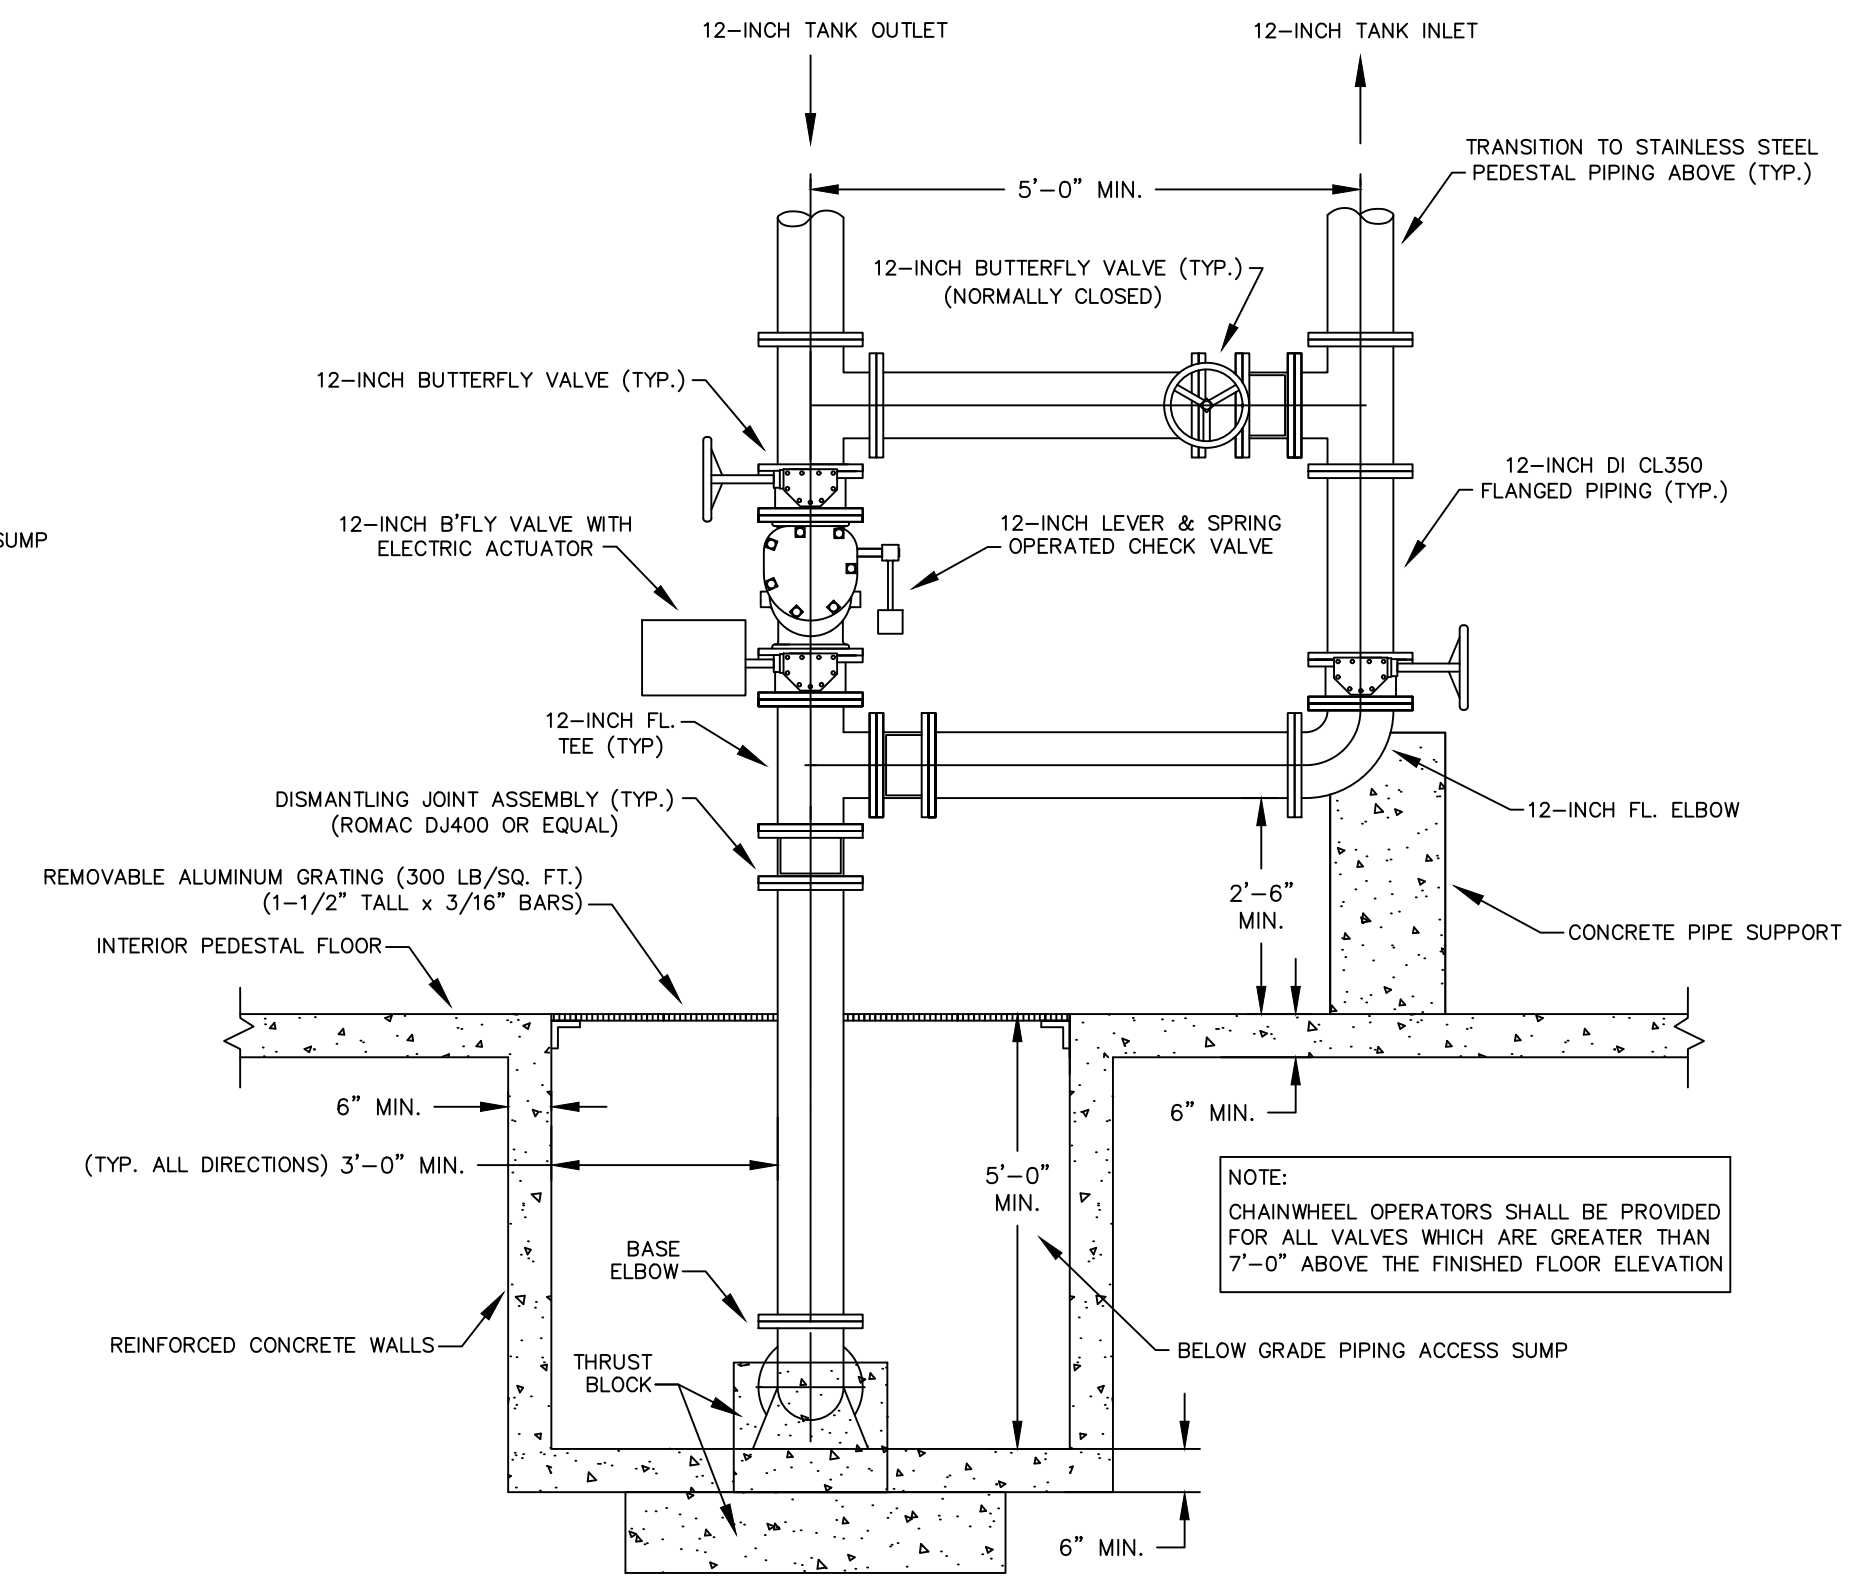 12-INCH TANK OUTLET
12-INCH TANK INLET
TRANSITION TO STAINLESS STEEL
PEDESTAL PIPING ABOVE (TYP.)
5'-0" MIN.
12-INCH BUTTERFLY VALVE (TYP.)
(NORMALLY CLOSED)
12-INCH BUTTERFLY VALVE (TYP.)
12-INCH DI CL350
FLANGED PIPING (TYP.)
12-INCH B'FLY VALVE WITH
ELECTRIC ACTUATOR
12-INCH LEVER & SPRING
OPERATED CHECK VALVE
SUMP
12-INCH FL.
TEE (TYP)
DISMANTLING JOINT ASSEMBLY (TYP.)
(ROMAC DJ400 OR EQUAL)
12-INCH FL. ELBOW
REMOVABLE ALUMINUM GRATING (300 LB/SQ. FT.)
(1-1/2" TALL x 3/16" BARS)
2'-6"
MIN.
CONCRETE PIPE SUPPORT
INTERIOR PEDESTAL FLOOR
6" MIN.
6" MIN.
(TYP. ALL DIRECTIONS) 3'-0" MIN.
5'-0"
MIN.
NOTE:
CHAINWHEEL OPERATORS SHALL BE PROVIDED
FOR ALL VALVES WHICH ARE GREATER THAN
7'-0" ABOVE THE FINISHED FLOOR ELEVATION
BASE
ELBOW
REINFORCED CONCRETE WALLS
BELOW GRADE PIPING ACCESS SUMP
THRUST
BLOCK
6" MIN.